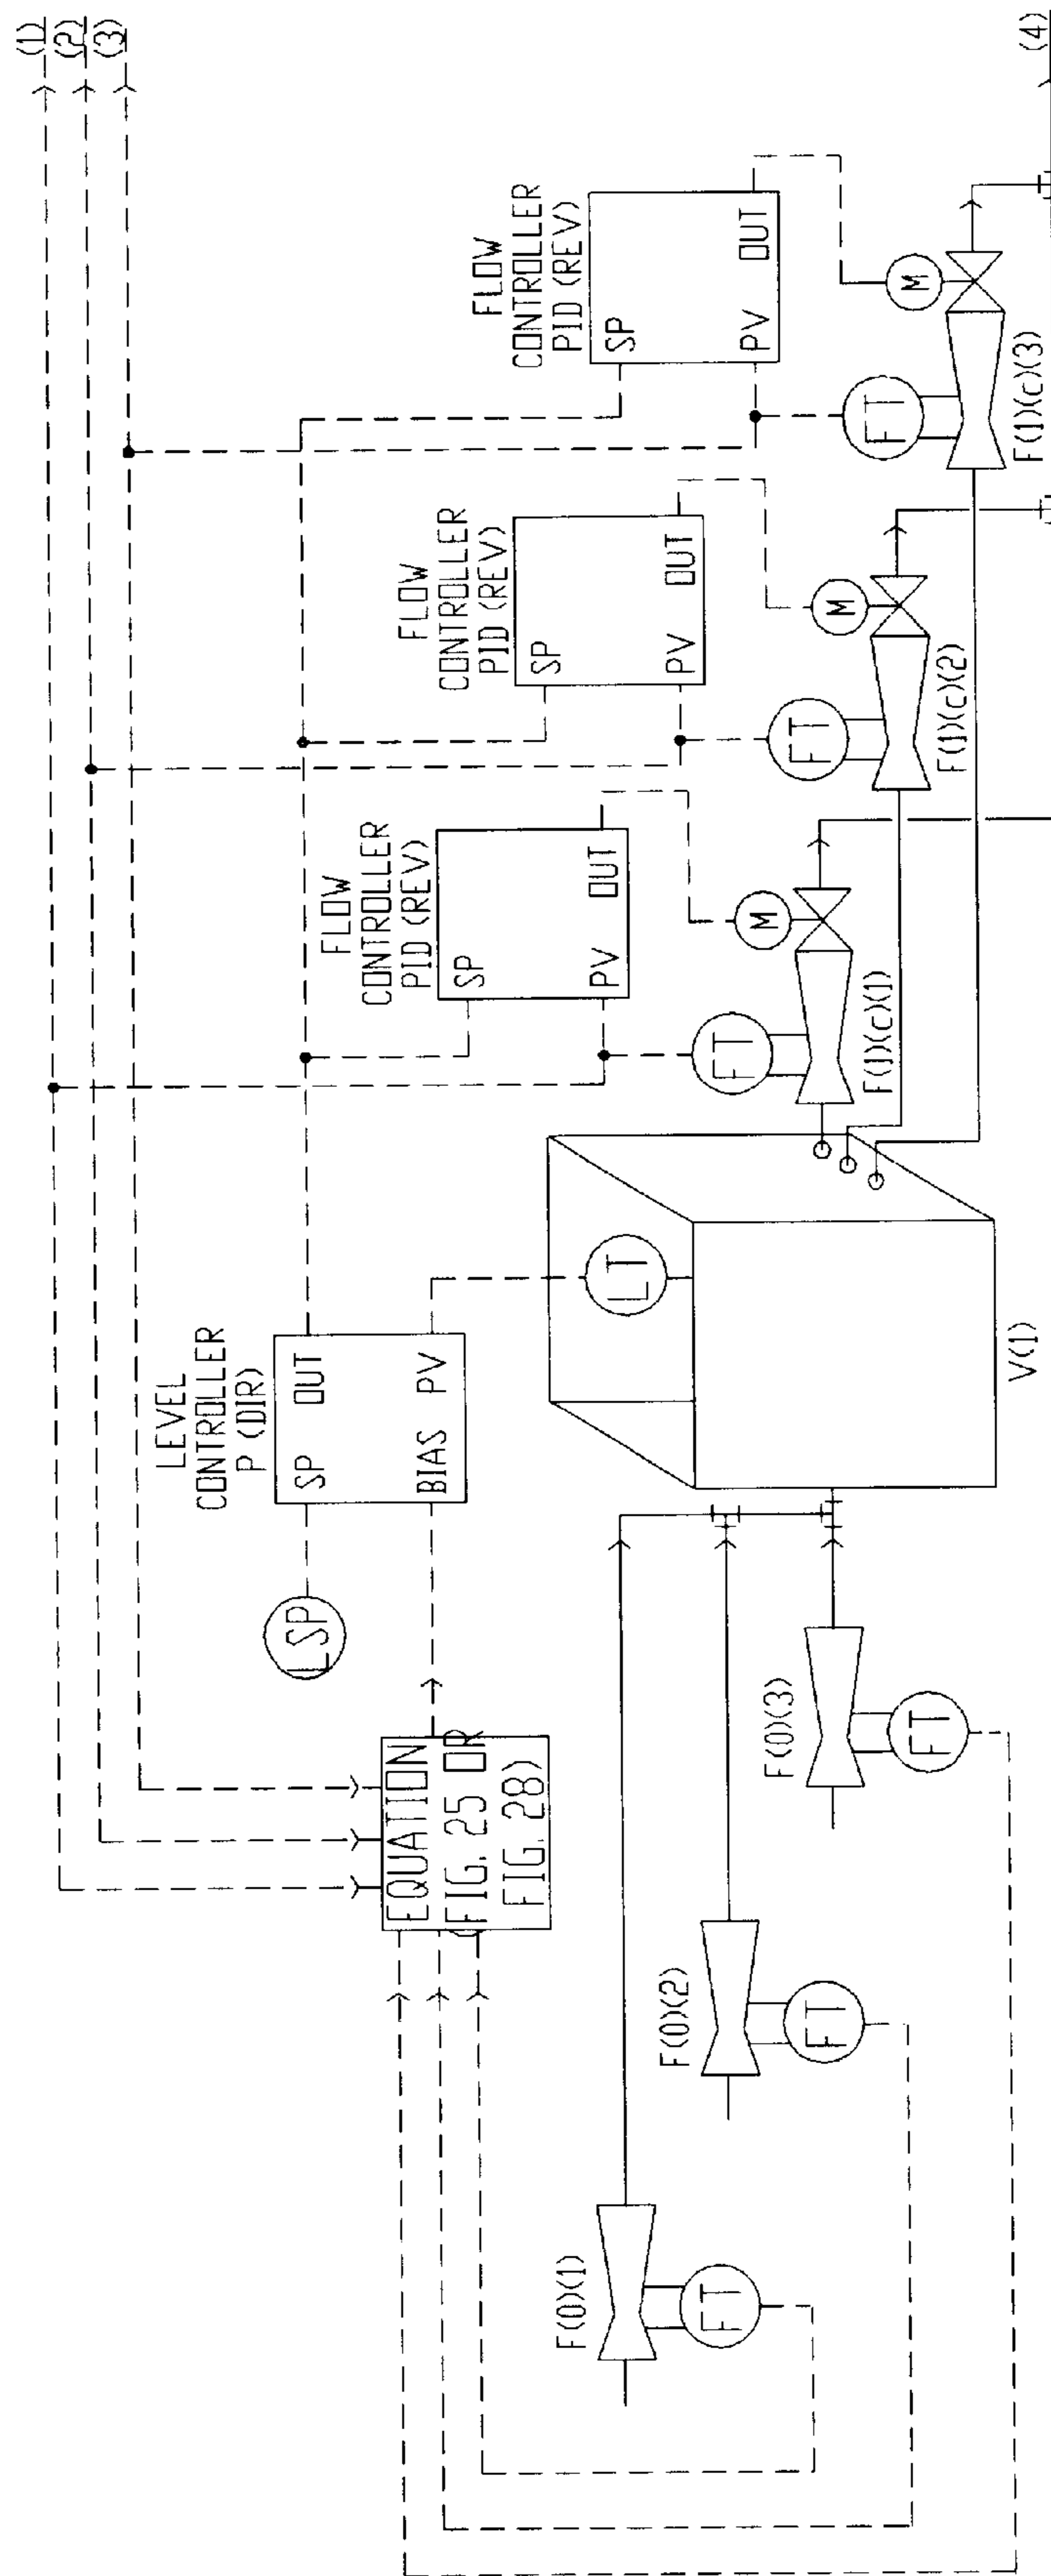 (1)
(2)
(3)
(4)
LEVEL
CONTROLLER
P (DIR)
SP OUT
BIAS PV
LSP
EQUATION
(FIG. 25 OR
FIG. 28)
FLOW
CONTROLLER
PID (REV)
SP
PV OUT
FLOW
CONTROLLER
PID (REV)
SP
PV OUT
FLOW
CONTROLLER
PID (REV)
SP
PV OUT
F(0)(1)
FT
F(0)(2)
FT
F(0)(3)
FT
LT
V(1)
FT
M
F(1)(c)(1)
FT
M
F(1)(c)(2)
FT
M
F(1)(c)(3)